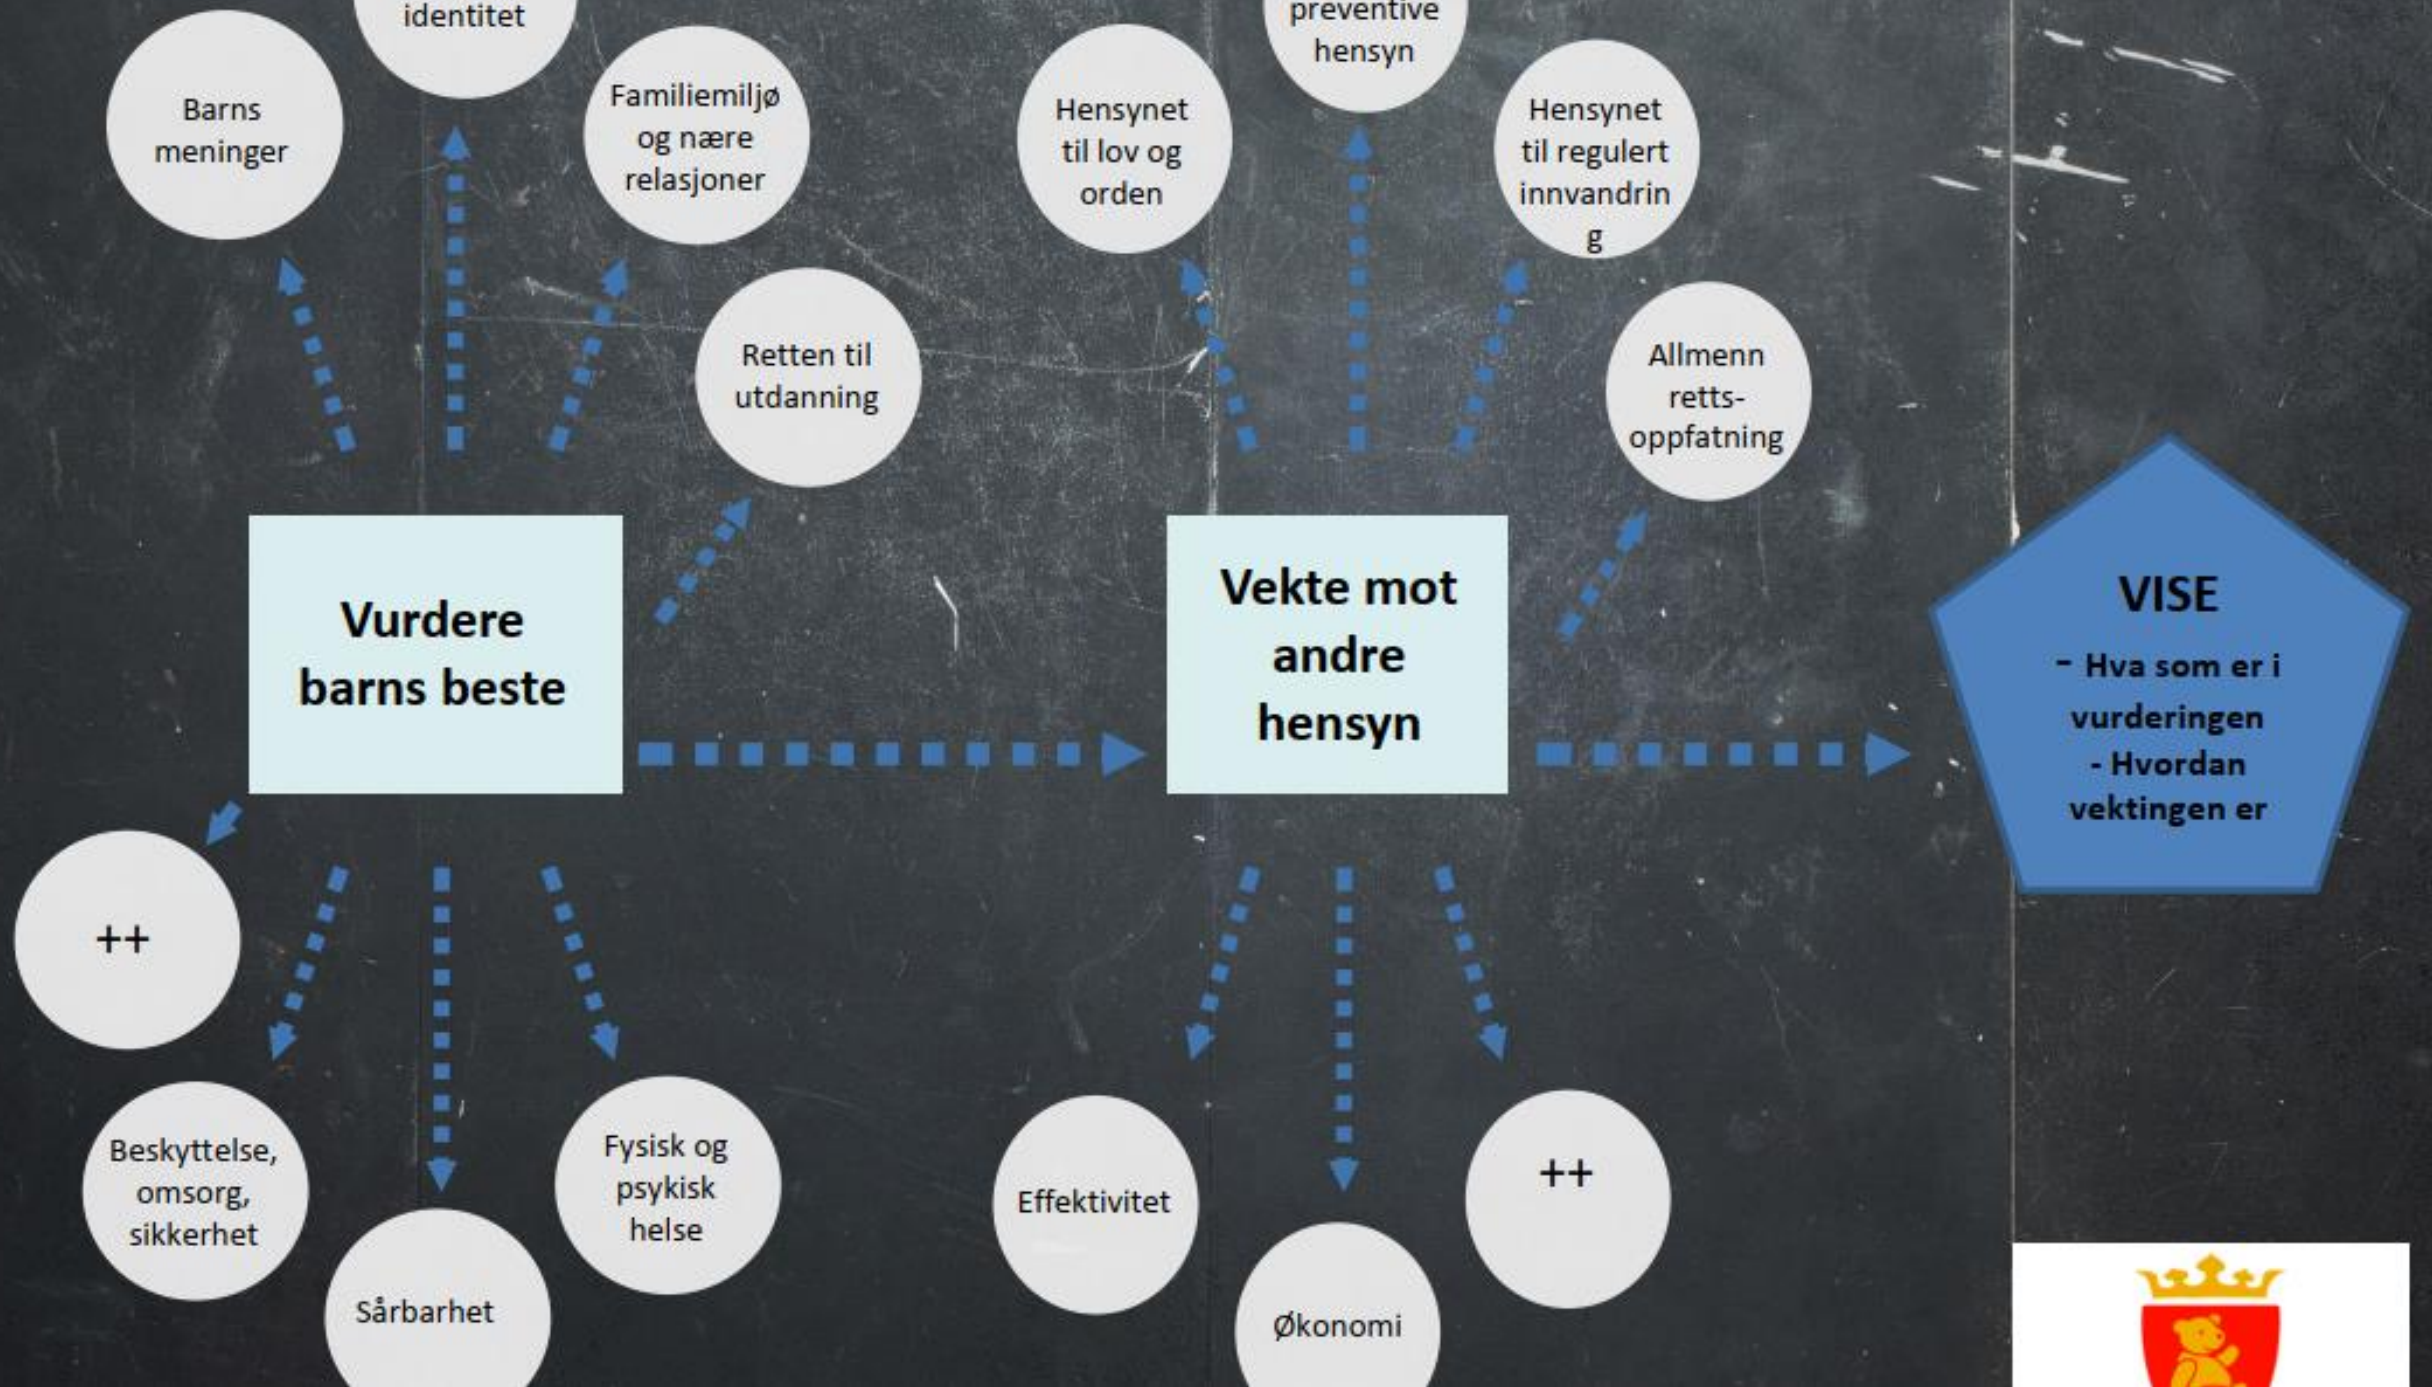 identitet
Barns
meninger
Familiemiljø
og nære
relasjoner
Retten til
utdanning
Vurdere
barns beste
++
Beskyttelse,
omsorg,
sikkerhet
Sårbarhet
Fysisk og
psykisk
helse
preventive
hensyn
Hensynet
til lov og
orden
Hensynet
til regulert
innvandrin
g
Allmenn
retts-
oppfatning
Vekte mot
andre
hensyn
Effektivitet
Økonomi
++
VISE
- Hva som er i
vurderingen
- Hvordan
vektingen er